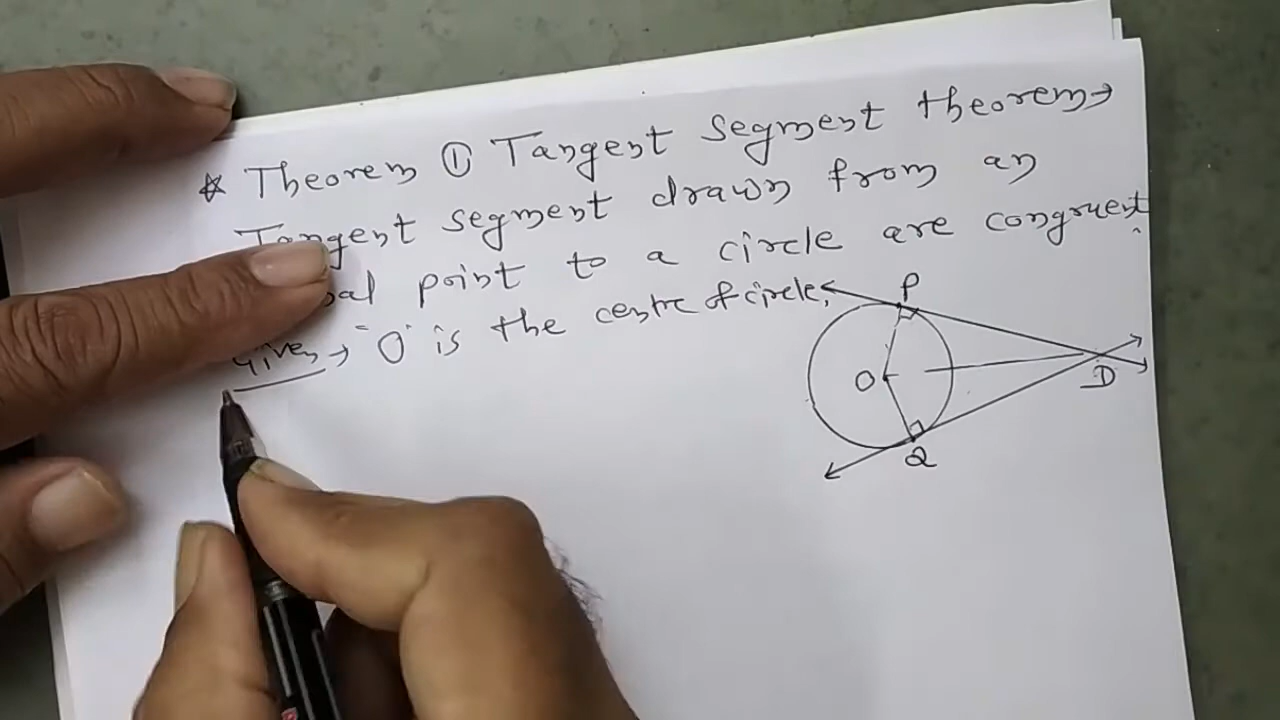 * Theorem ① Tangent segment theorem→
Tangent segment drawn from an
point to a circle are congruent.
Given → "O" is the centre of circle,
P
O
D
Q